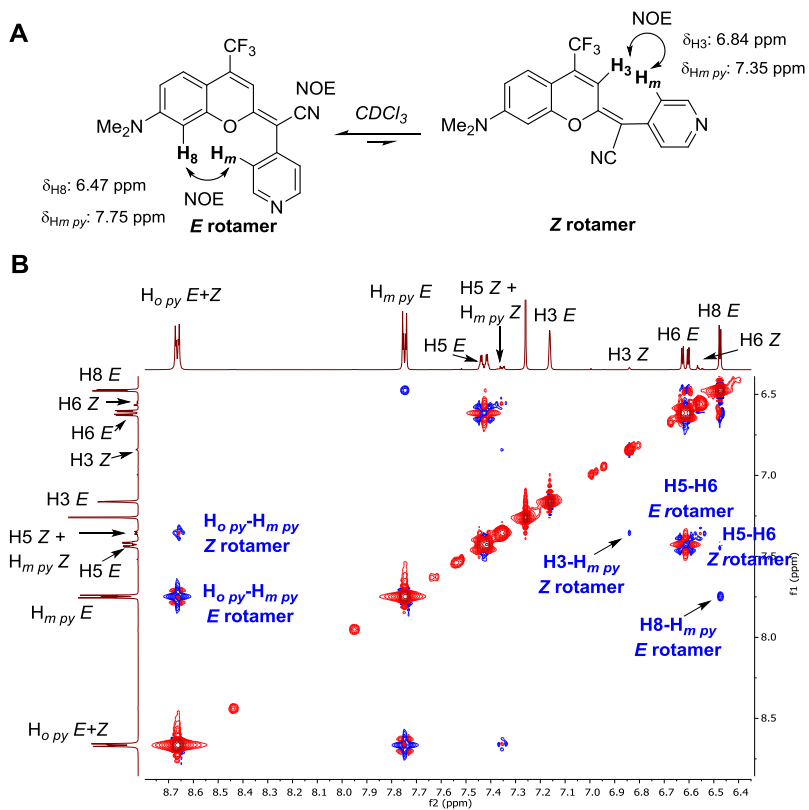 A
CF₃
NOE
CN
O
Me₂N
H₈
Hₘ
NOE
N
δH8: 6.47 ppm
δHm py: 7.75 ppm
E rotamer
CDCl₃
NOE
CF₃
H₃
Hₘ
δH3: 6.84 ppm
δHm py: 7.35 ppm
Me₂N
O
N
NC
Z rotamer
B
Ho py E+Z
Hm py E
H5 E
H5 Z +
Hm py Z
H3 E
H3 Z
H6 E
H8 E
H6 Z
H8 E
H6 Z
H6 E
H3 Z
H3 E
H5 Z +
Hm py Z
H5 E
Hm py E
Ho py E+Z
Ho py-Hm py
Z rotamer
Ho py-Hm py
E rotamer
H5-H6
E rotamer
H5-H6
Z rotamer
H3-Hm py
Z rotamer
H8-Hm py
E rotamer
6.5
7.0
7.5
8.0
8.5
f1 (ppm)
8.7 8.6 8.5 8.4 8.3 8.2 8.1 8.0 7.9 7.8 7.7 7.6 7.5 7.4 7.3 7.2 7.1 7.0 6.9 6.8 6.7 6.6 6.5 6.4
f2 (ppm)